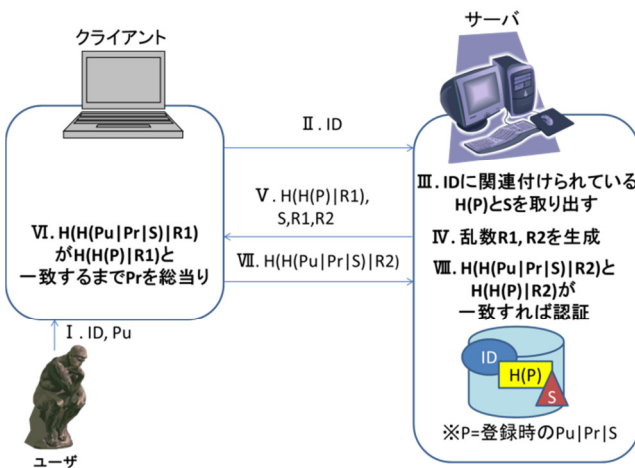 クライアント
サーバ
Ⅱ. ID
Ⅲ. IDに関連付けられている
H(P)とSを取り出す
Ⅴ. H(H(P)|R1),
S,R1,R2
Ⅳ. 乱数R1, R2を生成
Ⅵ. H(H(Pu|Pr|S)|R1)
がH(H(P)|R1)と
一致するまでPrを総当り
Ⅶ. H(H(Pu|Pr|S)|R2)
Ⅷ. H(H(Pu|Pr|S)|R2)と
H(H(P)|R2)が
一致すれば認証
Ⅰ. ID, Pu
ID
H(P)
S
※P=登録時のPu|Pr|S
ユーザ